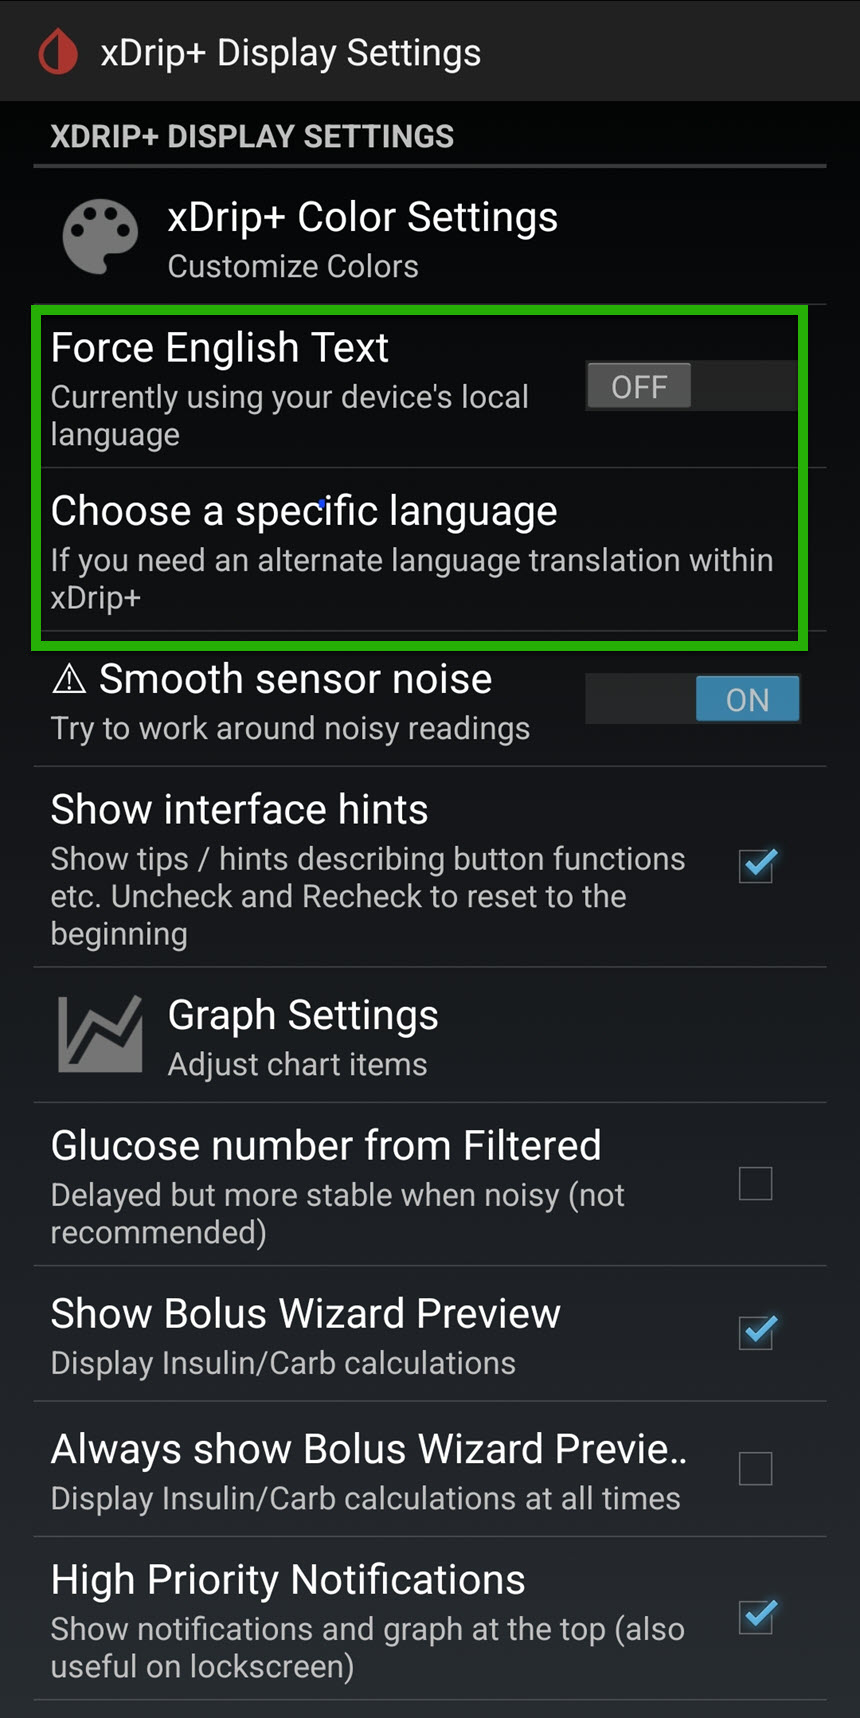 xDrip+ Display Settings
XDRIP+ DISPLAY SETTINGS
xDrip+ Color Settings
Customize Colors
Force English Text
Currently using your device's local
language
OFF
Choose a specific language
If you need an alternate language translation within
xDrip+
⚠ Smooth sensor noise
Try to work around noisy readings
ON
Show interface hints
Show tips / hints describing button functions
etc. Uncheck and Recheck to reset to the
beginning
Graph Settings
Adjust chart items
Glucose number from Filtered
Delayed but more stable when noisy (not
recommended)
Show Bolus Wizard Preview
Display Insulin/Carb calculations
Always show Bolus Wizard Previe..
Display Insulin/Carb calculations at all times
High Priority Notifications
Show notifications and graph at the top (also
useful on lockscreen)